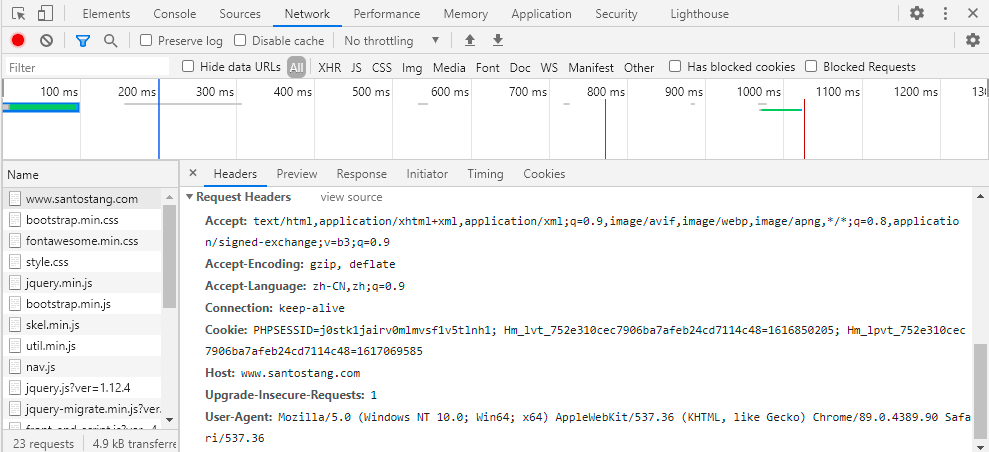 Elements Console Sources Network Performance Memory Application Security Lighthouse
Preserve log Disable cache No throttling
Filter Hide data URLs All XHR JS CSS Img Media Font Doc WS Manifest Other Has blocked cookies Blocked Requests
100 ms 200 ms 300 ms 400 ms 500 ms 600 ms 700 ms 800 ms 900 ms 1000 ms 1100 ms 1200 ms
Name
www.santostang.com
bootstrap.min.css
fontawesome.min.css
style.css
jquery.min.js
bootstrap.min.js
skel.min.js
util.min.js
nav.js
jquery.js?ver=1.12.4
jquery-migrate.min.js?ver.
23 requests 4.9 kB transferre
× Headers Preview Response Initiator Timing Cookies
Request Headers view source
Accept: text/html,application/xhtml+xml,application/xml;q=0.9,image/avif,image/webp,image/apng,*/*;q=0.8,applicatio
n/signed-exchange;v=b3;q=0.9
Accept-Encoding: gzip, deflate
Accept-Language: zh-CN,zh;q=0.9
Connection: keep-alive
Cookie: PHPSESSID=j0stk1jairv0mlmvsf1v5tlnh1; Hm_lvt_752e310cec7906ba7afeb24cd7114c48=1616850205; Hm_lpvt_752e310cec
7906ba7afeb24cd7114c48=1617069585
Host: www.santostang.com
Upgrade-Insecure-Requests: 1
User-Agent: Mozilla/5.0 (Windows NT 10.0; Win64; x64) AppleWebKit/537.36 (KHTML, like Gecko) Chrome/89.0.4389.90 Safa
ri/537.36